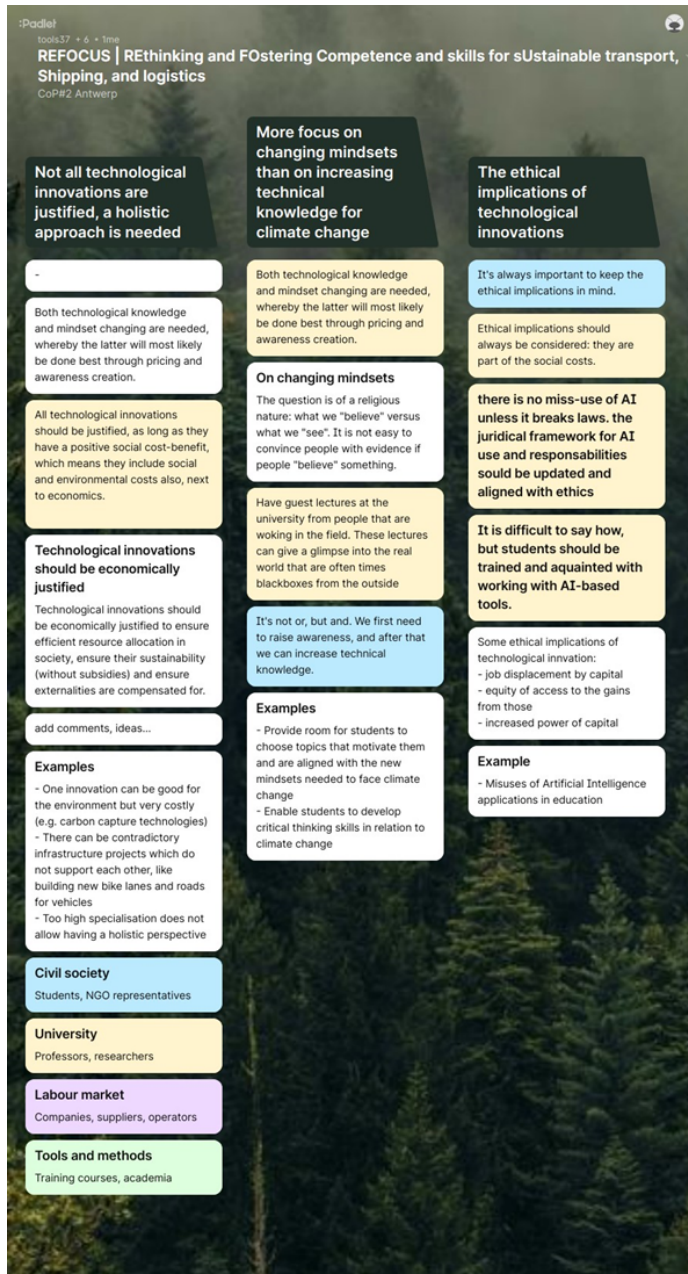 :Padlet
tools37 + 6 • 1me
REFOCUS | REthinking and FOstering Competence and skills for sUstainable transport,
Shipping, and logistics
CoP#2 Antwerp
Not all technological
innovations are
justified, a holistic
approach is needed
-
Both technological knowledge
and mindset changing are needed,
whereby the latter will most likely
be done best through pricing and
awareness creation.
All technological innovations
should be justified, as long as they
have a positive social cost-benefit,
which means they include social
and environmental costs also, next
to economics.
Technological innovations
should be economically
justified
Technological innovations should
be economically justified to ensure
efficient resource allocation in
society, ensure their sustainability
(without subsidies) and ensure
externalities are compensated for.
add comments, ideas...
Examples
- One innovation can be good for
the environment but very costly
(e.g. carbon capture technologies)
- There can be contradictory
infrastructure projects which do
not support each other, like
building new bike lanes and roads
for vehicles
- Too high specialisation does not
allow having a holistic perspective
Civil society
Students, NGO representatives
University
Professors, researchers
Labour market
Companies, suppliers, operators
Tools and methods
Training courses, academia
More focus on
changing mindsets
than on increasing
technical
knowledge for
climate change
Both technological knowledge
and mindset changing are needed,
whereby the latter will most likely
be done best through pricing and
awareness creation.
On changing mindsets
The question is of a religious
nature: what we "believe" versus
what we "see". It is not easy to
convince people with evidence if
people "believe" something.
Have guest lectures at the
university from people that are
woking in the field. These lectures
can give a glimpse into the real
world that are often times
blackboxes from the outside
It's not or, but and. We first need
to raise awareness, and after that
we can increase technical
knowledge.
Examples
- Provide room for students to
choose topics that motivate them
and are aligned with the new
mindsets needed to face climate
change
- Enable students to develop
critical thinking skills in relation to
climate change
The ethical
implications of
technological
innovations
It's always important to keep the
ethical implications in mind.
Ethical implications should
always be considered: they are
part of the social costs.
there is no miss-use of AI
unless it breaks laws. the
juridical framework for AI
use and responsabilities
sould be updated and
aligned with ethics
It is difficult to say how,
but students should be
trained and aquainted with
working with AI-based
tools.
Some ethical implications of
technological innvation:
- job displacement by capital
- equity of access to the gains
from those
- increased power of capital
Example
- Misuses of Artificial Intelligence
applications in education